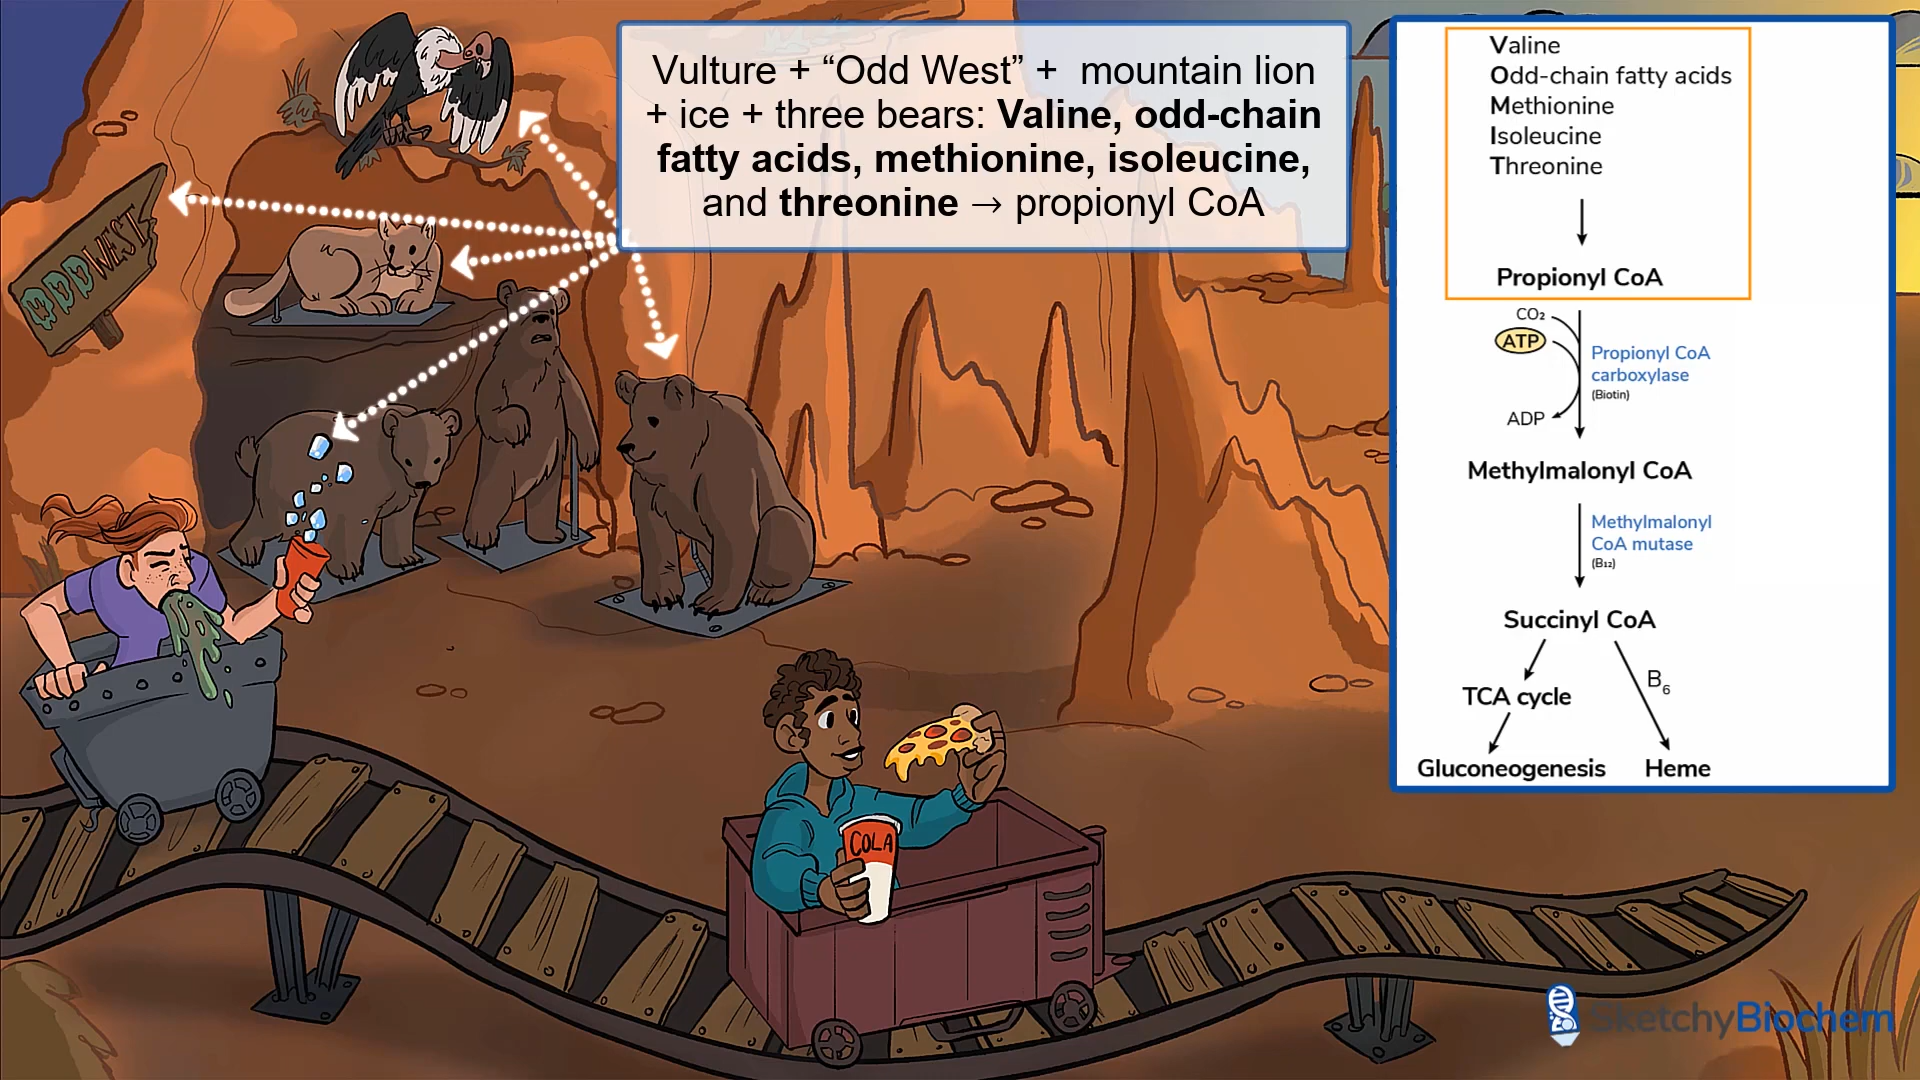 Vulture + “Odd West” + mountain lion
+ ice + three bears: Valine, odd-chain
fatty acids, methionine, isoleucine,
and threonine → propionyl CoA
ODD WEST
COLA
Valine
Odd-chain fatty acids
Methionine
Isoleucine
Threonine
Propionyl CoA
CO₂
ATP
Propionyl CoA
carboxylase
(Biotin)
ADP
Methylmalonyl CoA
Methylmalonyl
CoA mutase
(B₁₂)
Succinyl CoA
B₆
TCA cycle
Gluconeogenesis
Heme
SketchyBiochem